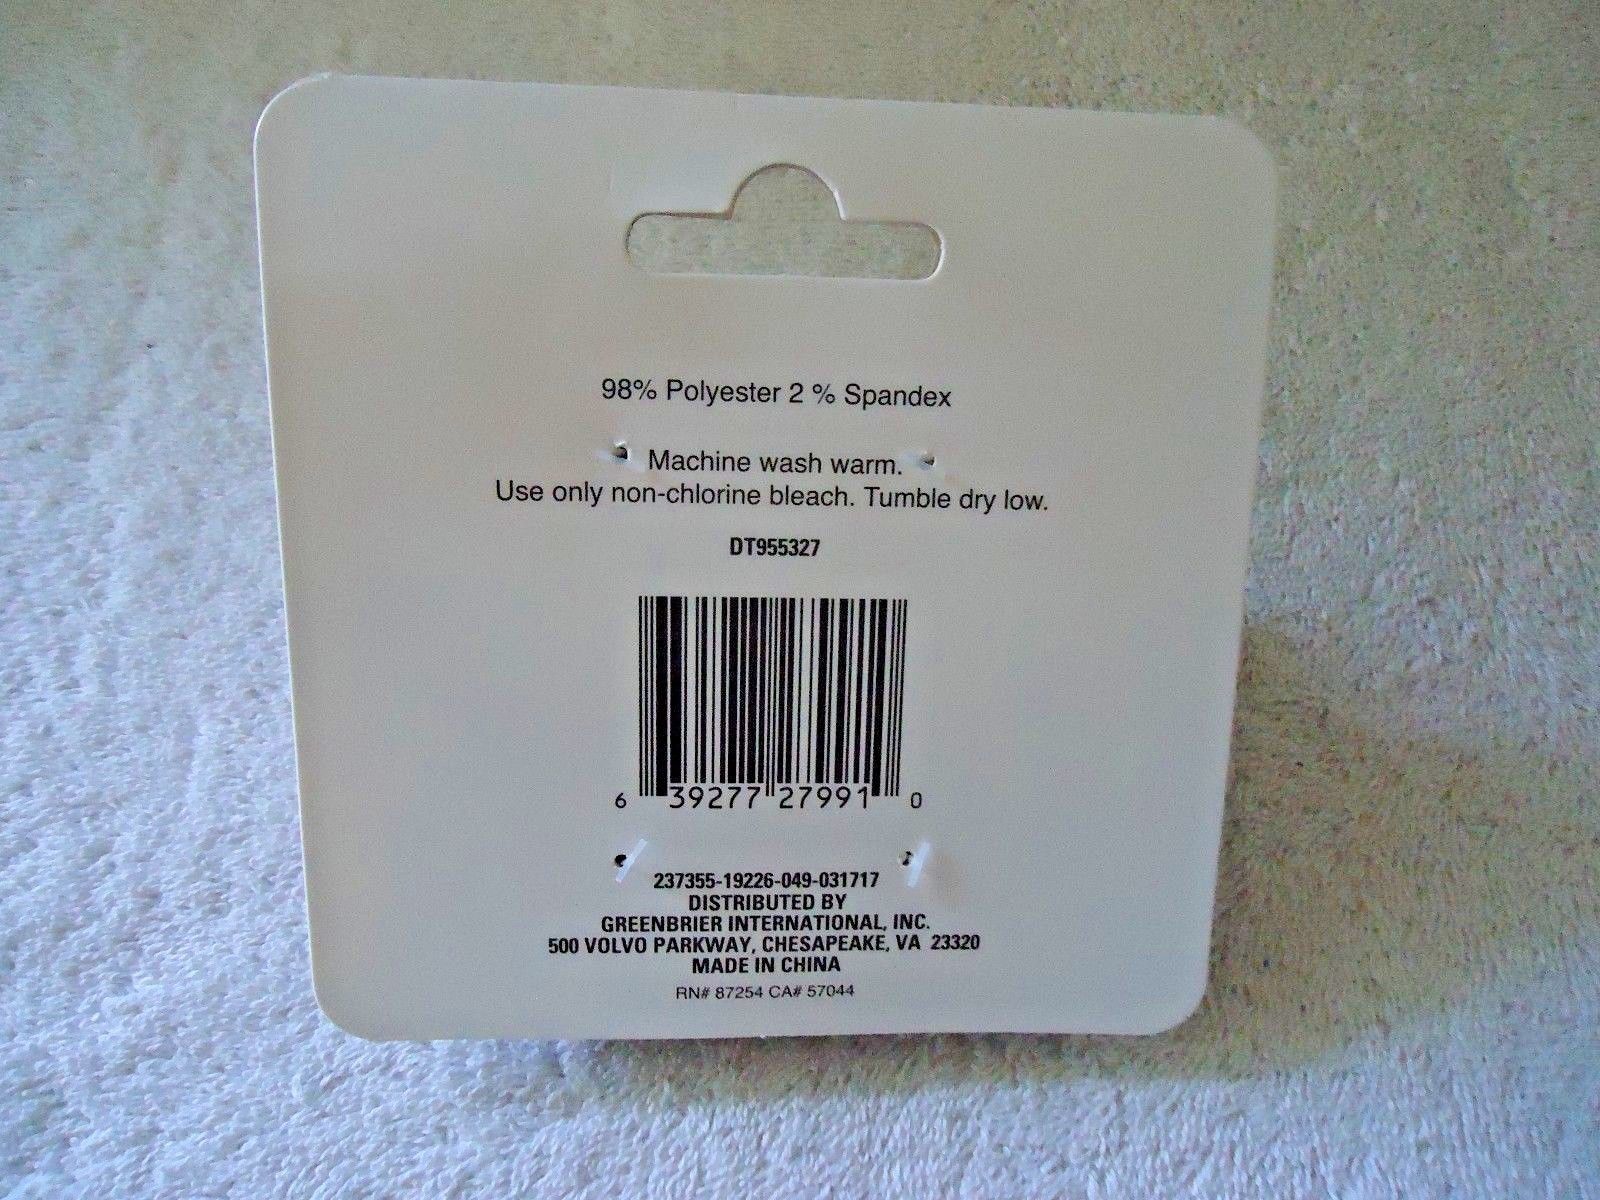 98% Polyester 2 % Spandex
Machine wash warm.
Use only non-chlorine bleach. Tumble dry low.
DT955327
6 39277 27991 0
237355-19226-049-031717
DISTRIBUTED BY
GREENBRIER INTERNATIONAL, INC.
500 VOLVO PARKWAY, CHESAPEAKE, VA 23320
MADE IN CHINA
RN# 87254 CA# 57044